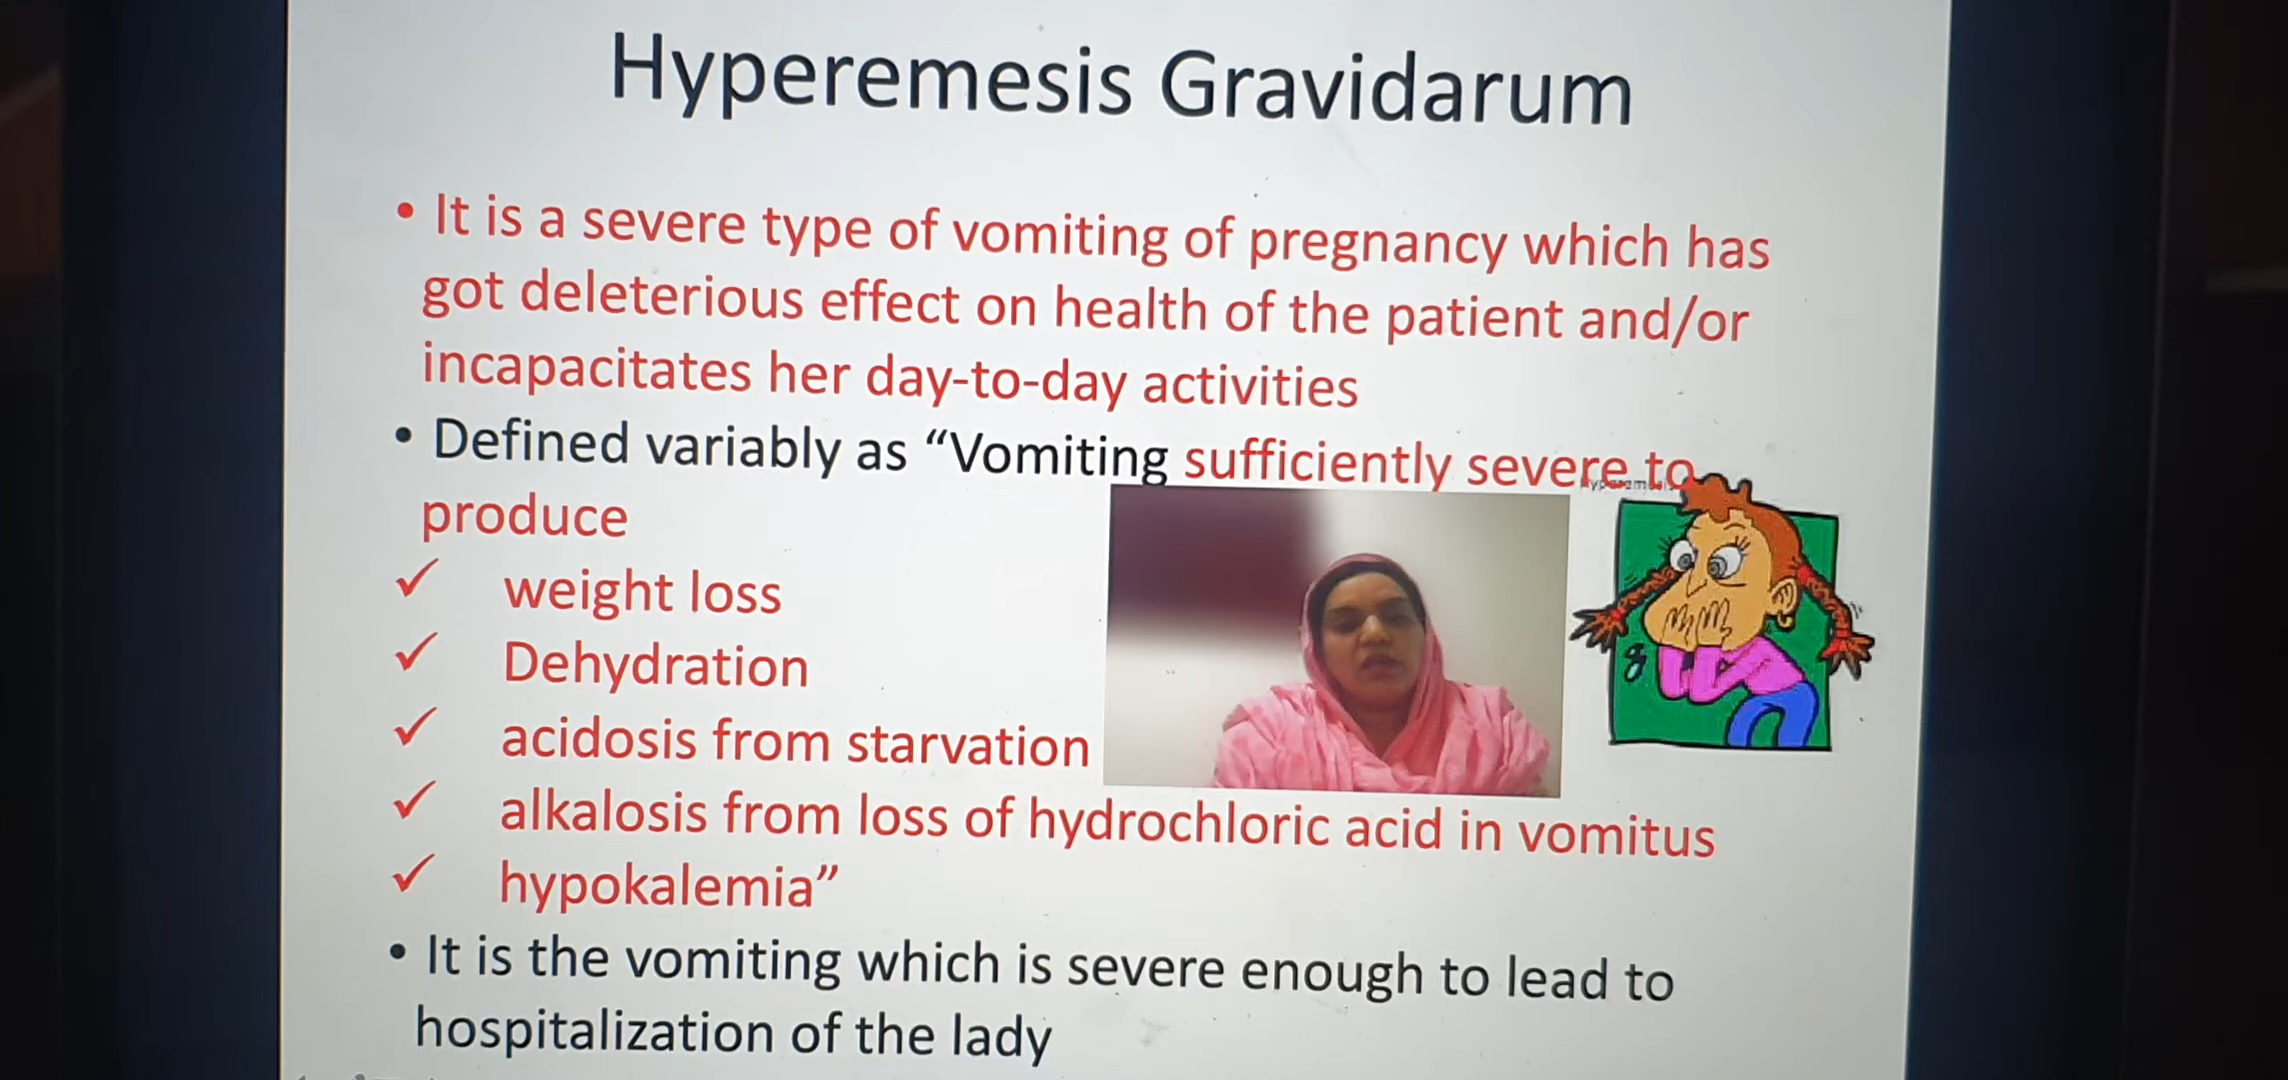 Hyperemesis Gravidarum
• It is a severe type of vomiting of pregnancy which has
got deleterious effect on health of the patient and/or
incapacitates her day-to-day activities
• Defined variably as “Vomiting sufficiently severe to
produce
✓ weight loss
✓ Dehydration
✓ acidosis from starvation
✓ alkalosis from loss of hydrochloric acid in vomitus
✓ hypokalemia”
• It is the vomiting which is severe enough to lead to
hospitalization of the lady